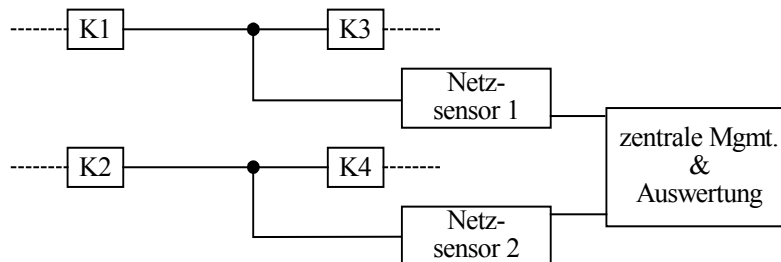 K1
K3
Netz-
sensor 1
zentrale Mgmt.
&
Auswertung
K2
K4
Netz-
sensor 2